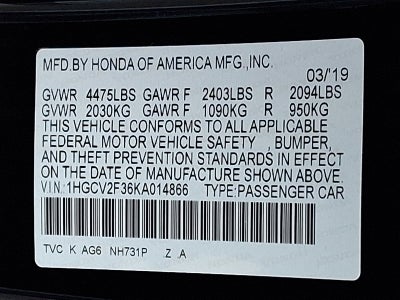 MFD.BY HONDA OF AMERICA MFG.,INC.
03/'19
GVWR 4475LBS GAWR F 2403LBS R 2094LBS
GVWR 2030KG GAWR F 1090KG R 950KG
THIS VEHICLE CONFORMS TO ALL APPLICABLE
FEDERAL MOTOR VEHICLE SAFETY , BUMPER,
AND THEFT PREVENTION STANDARDS IN EFFECT
ON THE DATE OF MANUFACTURE SHOWN ABOVE.
V.I.N: 1HGCV2F36KA014866 TYPE:PASSENGER CAR
TVC K AG6 NH731P .Z .A